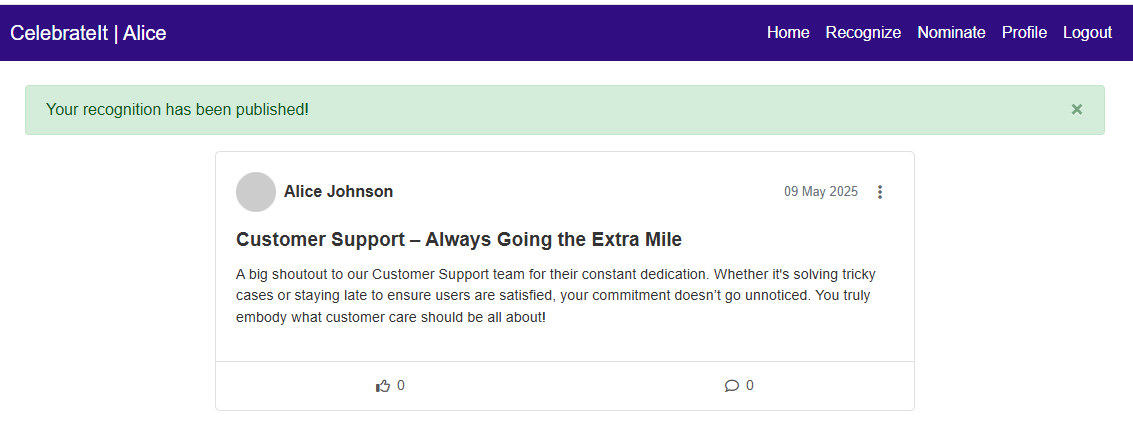 CelebrateIt | Alice
Home Recognize Nominate Profile Logout
Your recognition has been published!
×
Alice Johnson
09 May 2025
Customer Support – Always Going the Extra Mile
A big shoutout to our Customer Support team for their constant dedication. Whether it's solving tricky
cases or staying late to ensure users are satisfied, your commitment doesn’t go unnoticed. You truly
embody what customer care should be all about!
0
0